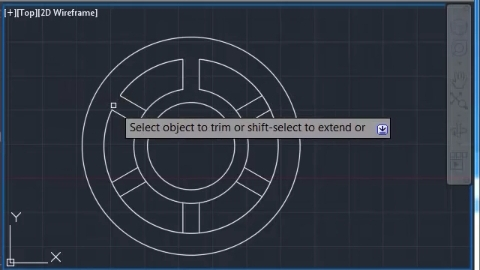 [+][Top][2D Wireframe]
Select object to trim or shift-select to extend or
Y
X